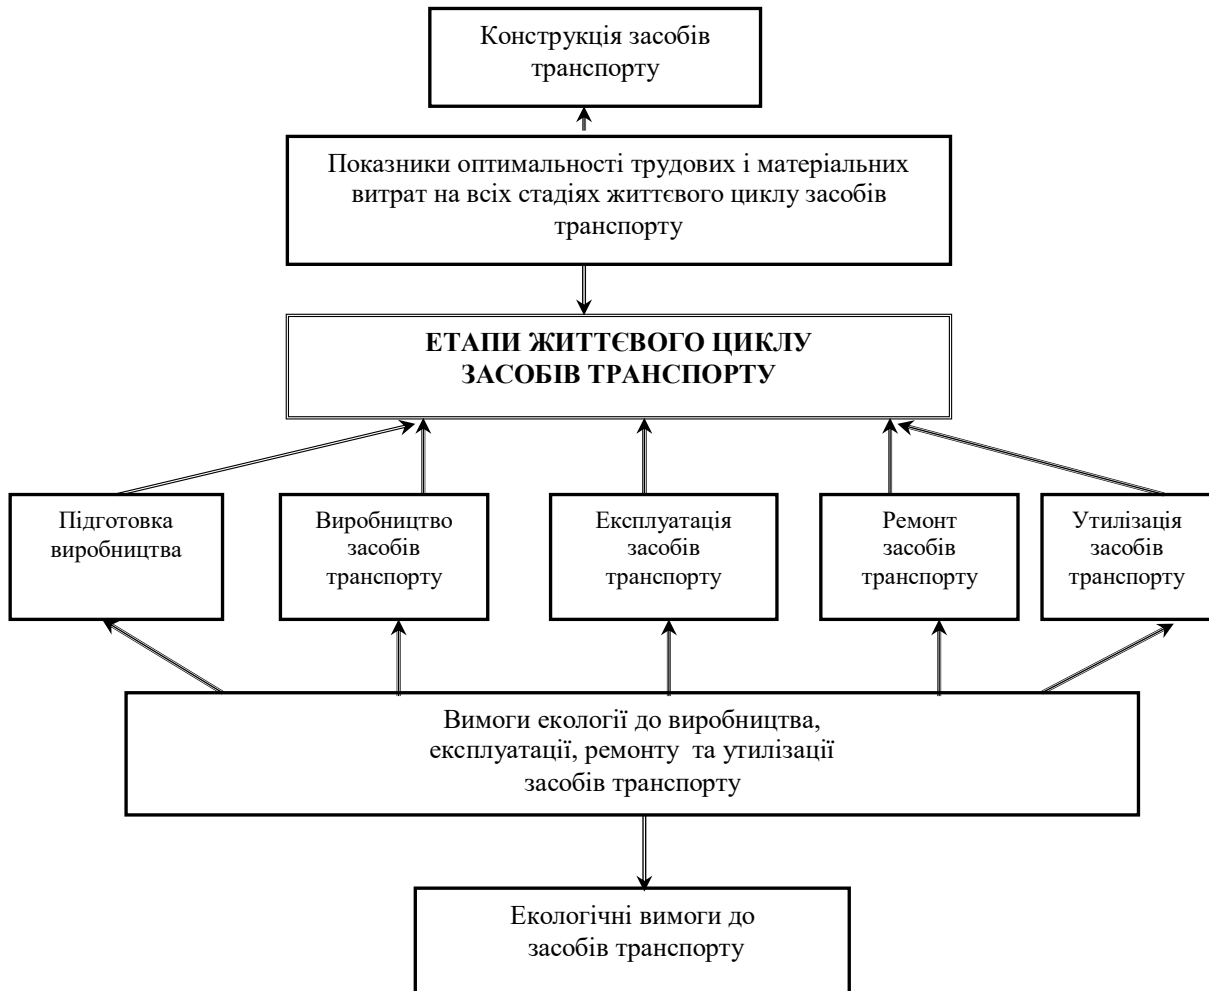 Конструкція засобів
транспорту
Показники оптимальності трудових і матеріальних
витрат на всіх стадіях життєвого циклу засобів
транспорту
ЕТАПИ ЖИТТЄВОГО ЦИКЛУ
ЗАСОБІВ ТРАНСПОРТУ
Підготовка
виробництва
Виробництво
засобів
транспорту
Експлуатація
засобів
транспорту
Ремонт
засобів
транспорту
Утилізація
засобів
транспорту
Вимоги екології до виробництва,
експлуатації, ремонту та утилізації
засобів транспорту
Екологічні вимоги до
засобів транспорту